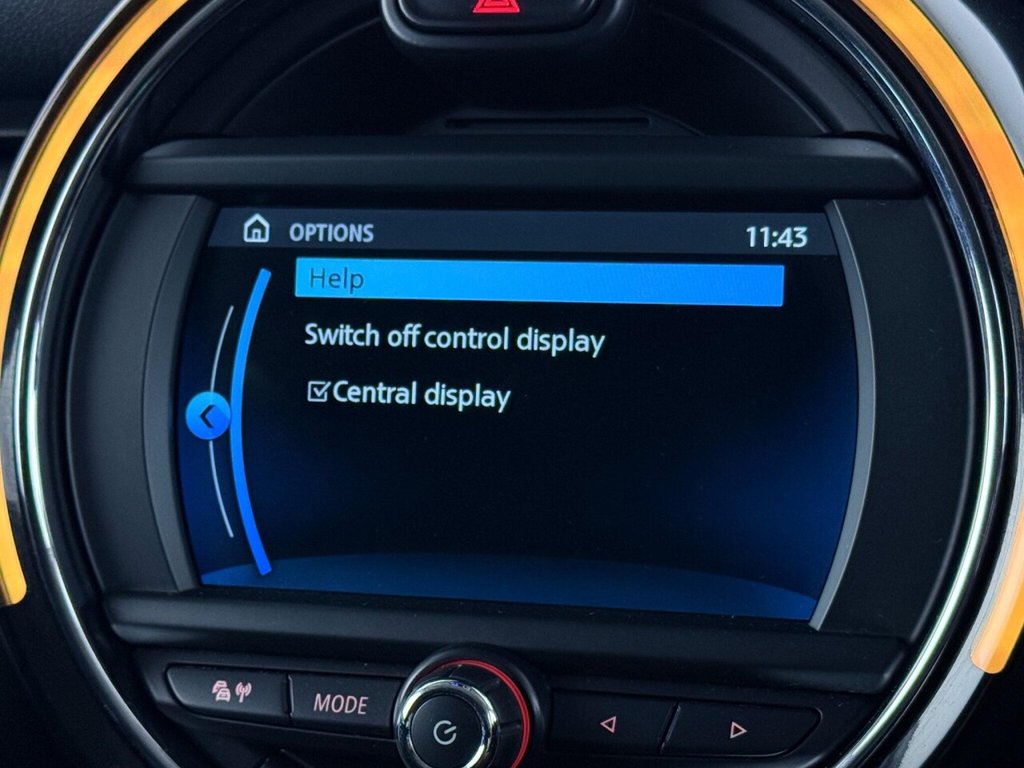 OPTIONS 11:43
Help
Switch off control display
Central display
MODE